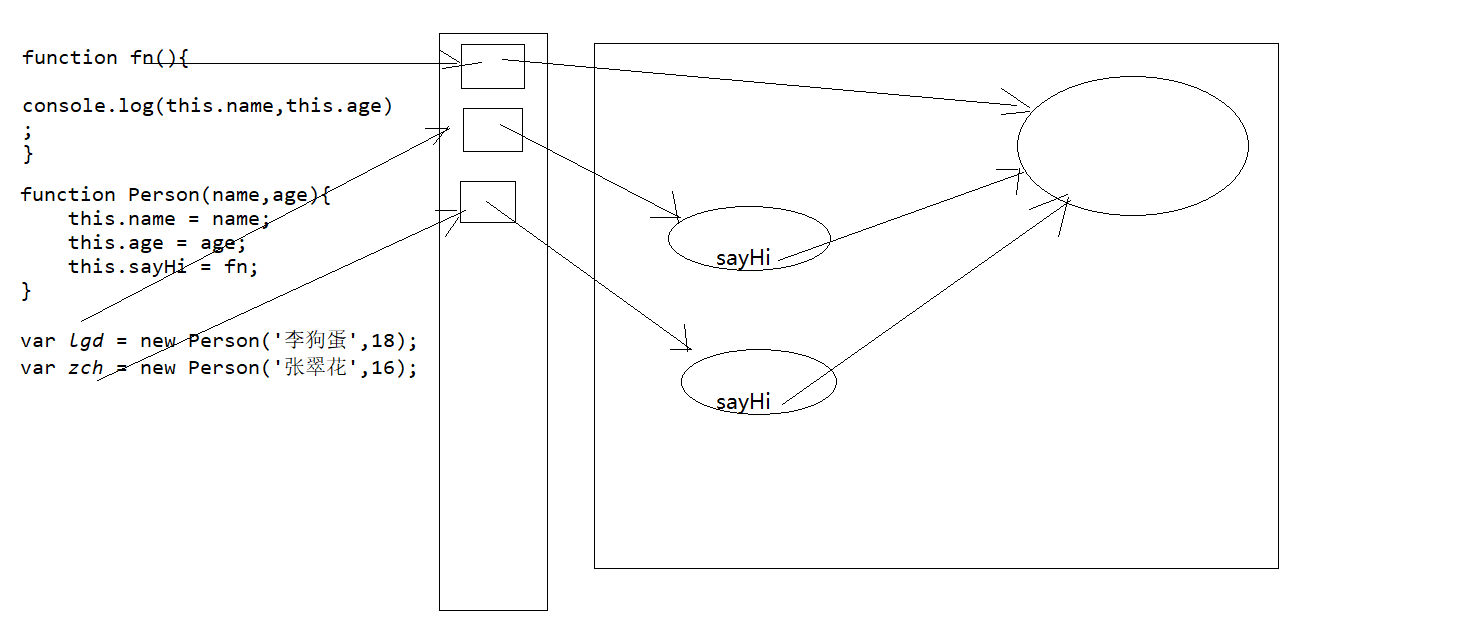 function fn(){
console.log(this.name,this.age)
;
}
function Person(name,age){
    this.name = name;
    this.age = age;
    this.sayHi = fn;
}
var lgd = new Person('李狗蛋',18);
var zch = new Person('张翠花',16);
sayHi
sayHi